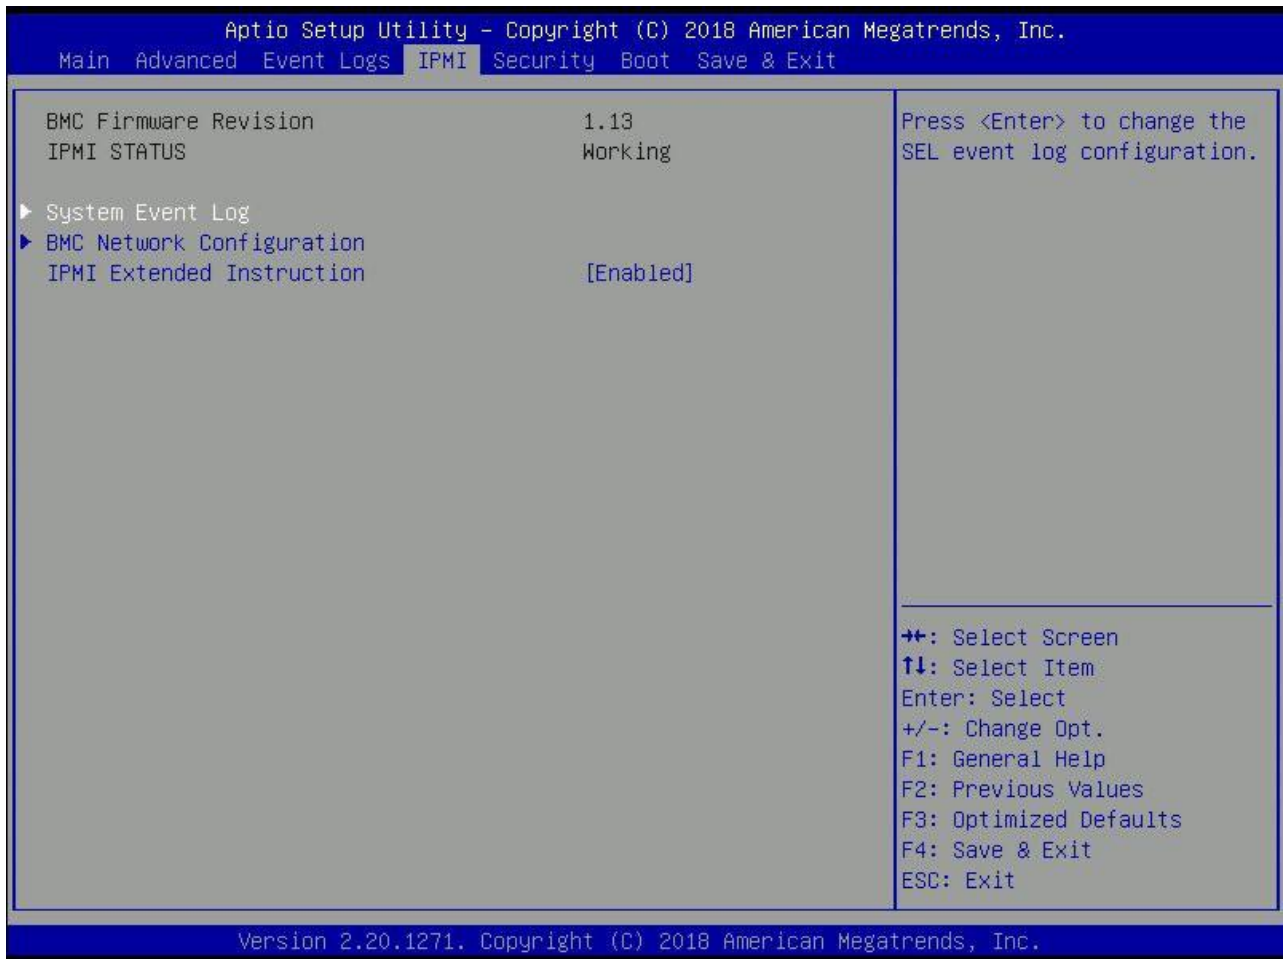 Aptio Setup Utility – Copyright (C) 2018 American Megatrends, Inc.
Main Advanced Event Logs IPMI Security Boot Save & Exit
BMC Firmware Revision 1.13
IPMI STATUS Working
System Event Log
BMC Network Configuration
IPMI Extended Instruction [Enabled]
Press <Enter> to change the
SEL event log configuration.
→←: Select Screen
↑↓: Select Item
Enter: Select
+/-: Change Opt.
F1: General Help
F2: Previous Values
F3: Optimized Defaults
F4: Save & Exit
ESC: Exit
Version 2.20.1271. Copyright (C) 2018 American Megatrends, Inc.